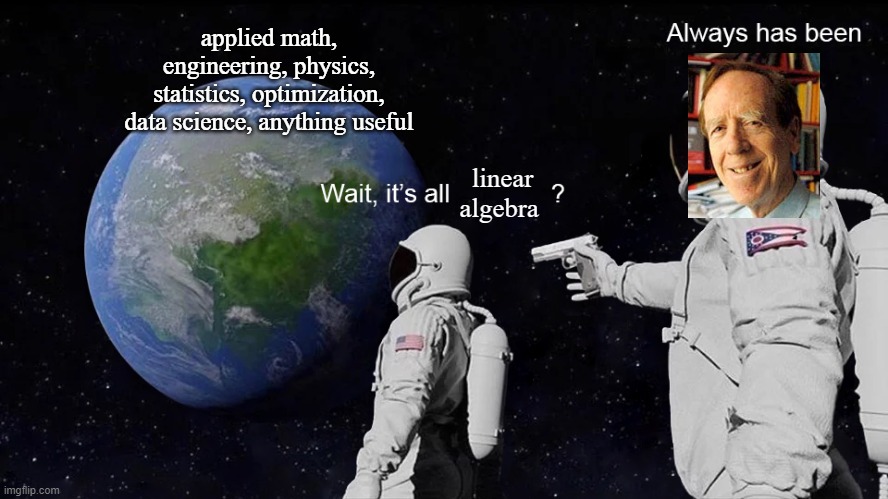 applied math,
engineering, physics,
statistics, optimization,
data science, anything useful
Always has been
Wait, it’s all linear algebra ?
imgflip.com